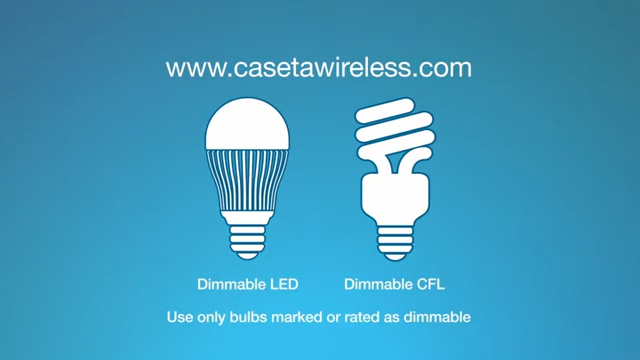 www.casetawireless.com
Dimmable LED
Dimmable CFL
Use only bulbs marked or rated as dimmable